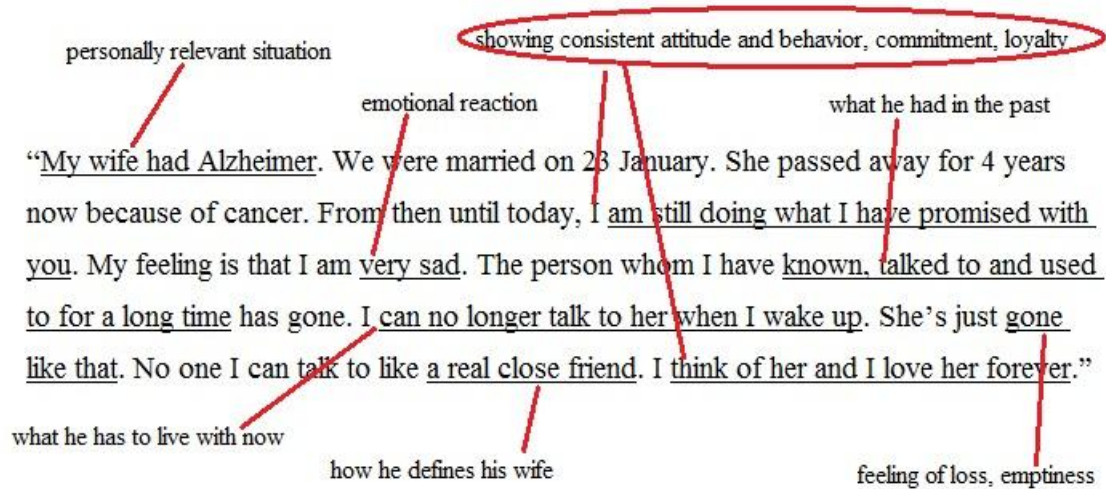 showing consistent attitude and behavior, commitment, loyalty
personally relevant situation
emotional reaction
what he had in the past
“My wife had Alzheimer. We were married on 23 January. She passed away for 4 years
now because of cancer. From then until today, I am still doing what I have promised with
you. My feeling is that I am very sad. The person whom I have known, talked to and used
to for a long time has gone. I can no longer talk to her when I wake up. She’s just gone
like that. No one I can talk to like a real close friend. I think of her and I love her forever.”
what he has to live with now
how he defines his wife
feeling of loss, emptiness